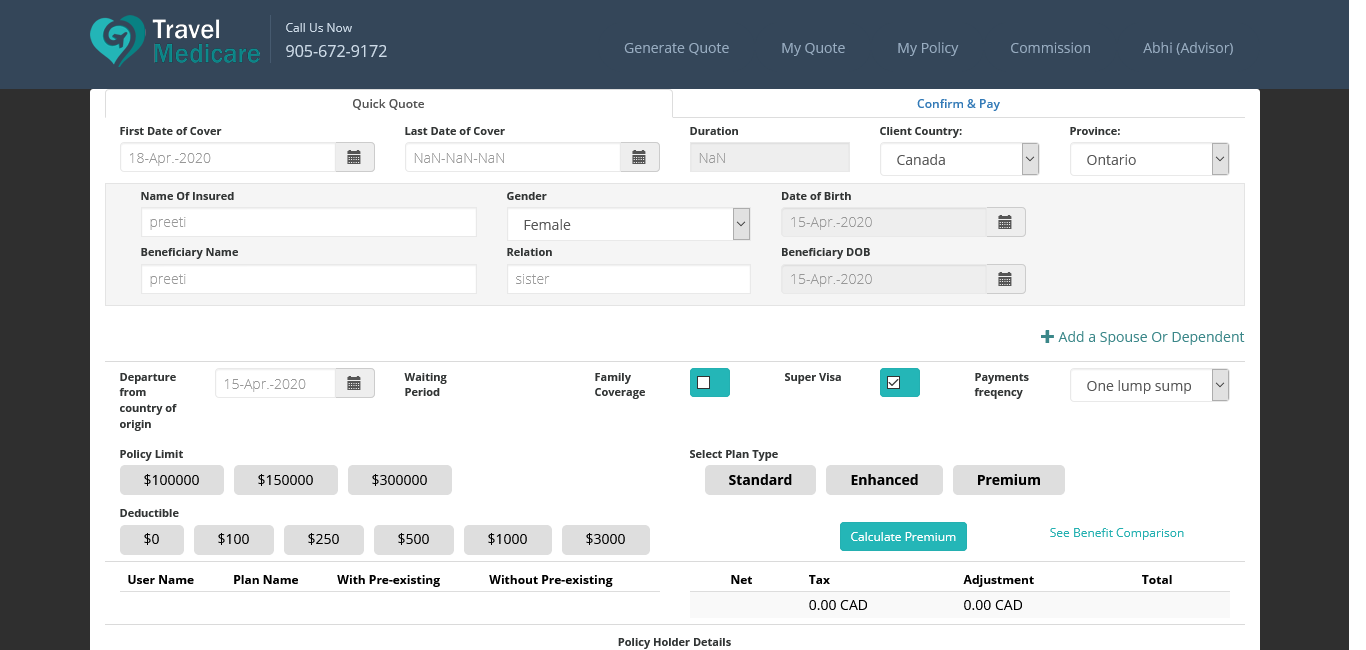 Travel
Medicare
Call Us Now
905-672-9172
Generate Quote My Quote My Policy Commission Abhi (Advisor)
Quick Quote Confirm & Pay
First Date of Cover Last Date of Cover Duration Client Country: Province:
18-Apr.-2020 NaN-NaN-NaN NaN Canada Ontario
Name Of Insured Gender Date of Birth
preeti Female 15-Apr.-2020
Beneficiary Name Relation Beneficiary DOB
preeti sister 15-Apr.-2020
Add a Spouse Or Dependent
Departure from country of origin 15-Apr.-2020 Waiting Period Family Coverage Super Visa Payments freqency One lump sump
Policy Limit Select Plan Type
$100000 $150000 $300000 Standard Enhanced Premium
Deductible
$0 $100 $250 $500 $1000 $3000 Calculate Premium See Benefit Comparison
User Name Plan Name With Pre-existing Without Pre-existing Net Tax Adjustment Total
0.00 CAD 0.00 CAD
Policy Holder Details